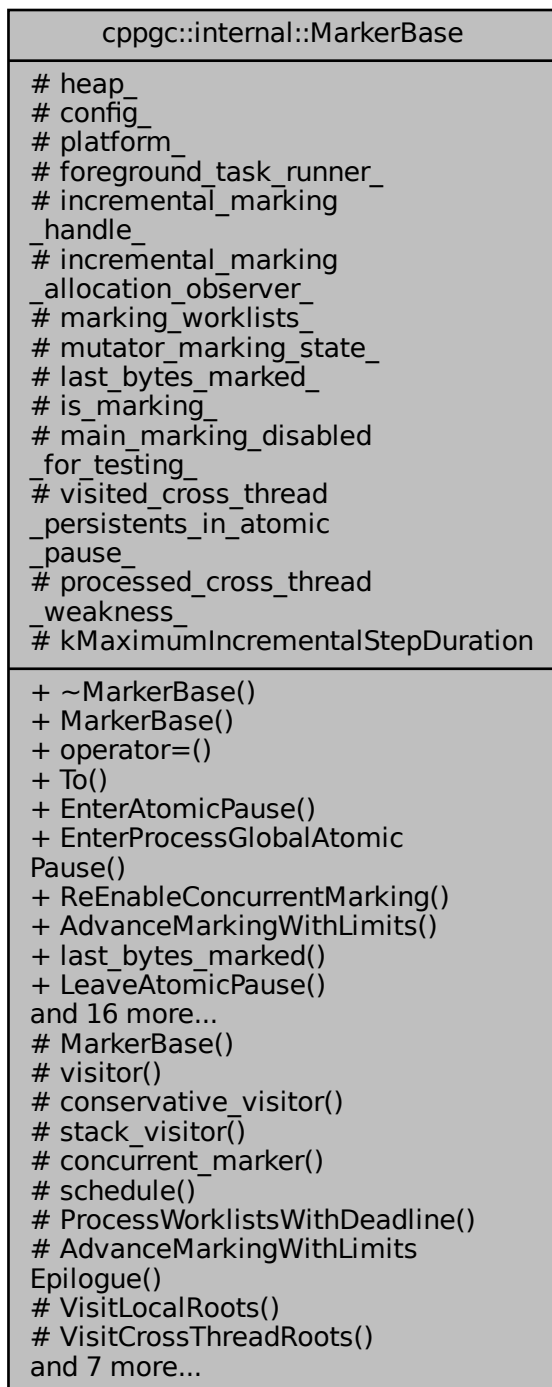 cppgc::internal::MarkerBase
# heap_
# config_
# platform_
# foreground_task_runner_
# incremental_marking
_handle_
# incremental_marking
_allocation_observer_
# marking_worklists_
# mutator_marking_state_
# last_bytes_marked_
# is_marking_
# main_marking_disabled
_for_testing_
# visited_cross_thread
_persistents_in_atomic
_pause_
# processed_cross_thread
_weakness_
# kMaximumIncrementalStepDuration
+ ~MarkerBase()
+ MarkerBase()
+ operator=()
+ To()
+ EnterAtomicPause()
+ EnterProcessGlobalAtomic
Pause()
+ ReEnableConcurrentMarking()
+ AdvanceMarkingWithLimits()
+ last_bytes_marked()
+ LeaveAtomicPause()
and 16 more...
# MarkerBase()
# visitor()
# conservative_visitor()
# stack_visitor()
# concurrent_marker()
# schedule()
# ProcessWorklistsWithDeadline()
# AdvanceMarkingWithLimits
Epilogue()
# VisitLocalRoots()
# VisitCrossThreadRoots()
and 7 more...